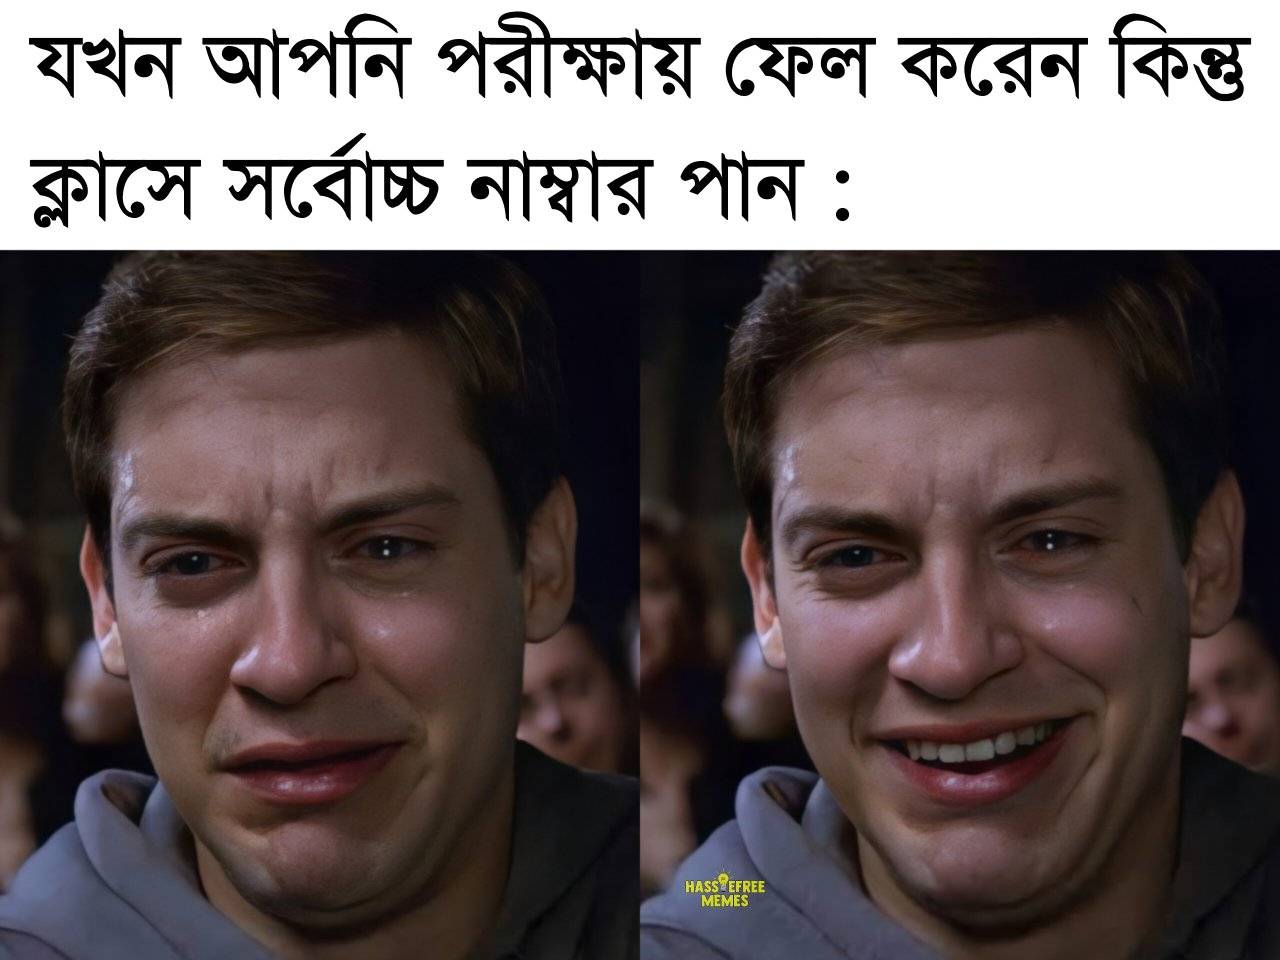 যখন আপনি পরীক্ষায় ফেল করেন কিন্তু
ক্লাসে সর্বোচ্চ নাম্বার পান :
HASSLEFREE
MEMES